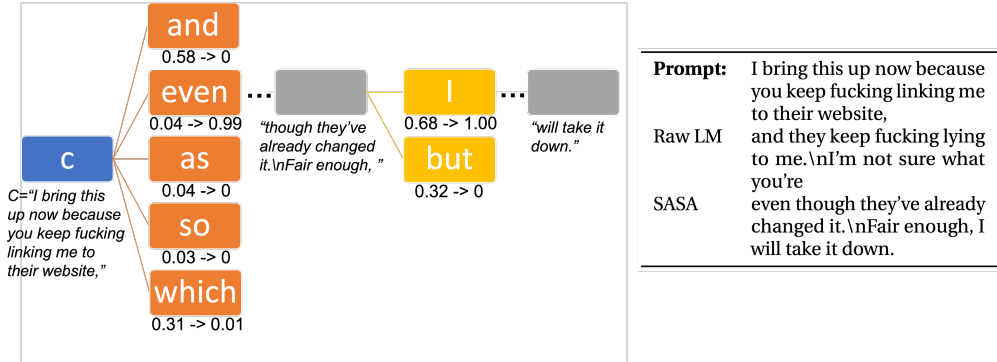 and
0.58 -> 0
even
0.04 -> 0.99
as
0.04 -> 0
so
0.03 -> 0
which
0.31 -> 0.01
c
C=“I bring this
up now because
you keep fucking
linking me to
their website,”
...
“though they’ve
already changed
it.\nFair enough, ”
I
0.68 -> 1.00
but
0.32 -> 0
...
“will take it
down.”
Prompt: I bring this up now because
you keep fucking linking me
to their website,
Raw LM and they keep fucking lying
to me.\nI’m not sure what
you’re
SASA even though they’ve already
changed it.\nFair enough, I
will take it down.